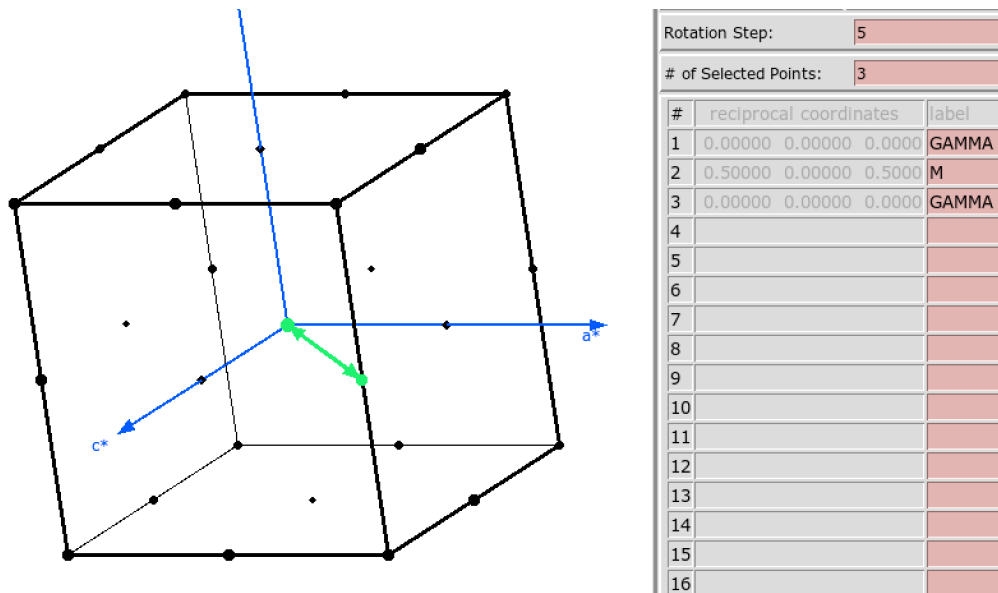 Rotation Step: 5
# of Selected Points: 3
# reciprocal coordinates label
1 0.00000 0.00000 0.0000 GAMMA
2 0.50000 0.00000 0.5000 M
3 0.00000 0.00000 0.0000 GAMMA
4
5
6
7
8
9
10
11
12
13
14
15
16
a*
c*